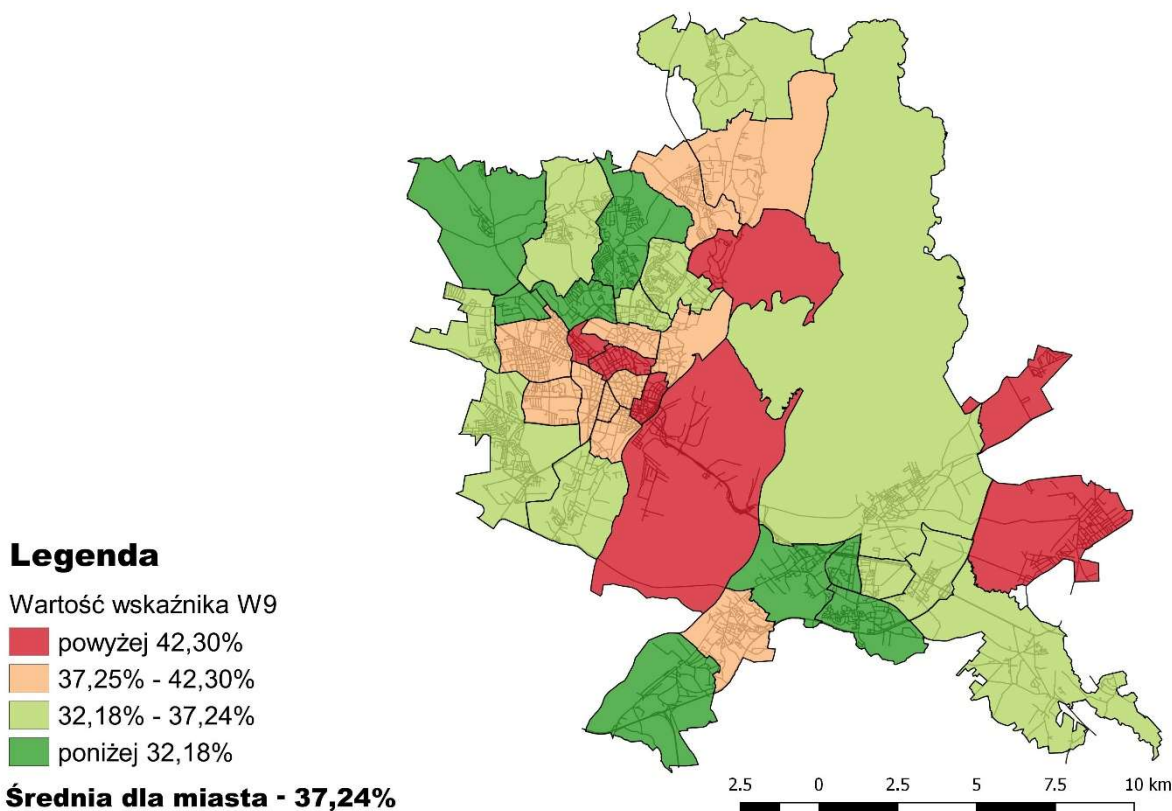 Legenda
Wartość wskaźnika W9
powyżej 42,30%
37,25% - 42,30%
32,18% - 37,24%
poniżej 32,18%
Średnia dla miasta - 37,24%
2.5 0 2.5 5 7.5 10 km